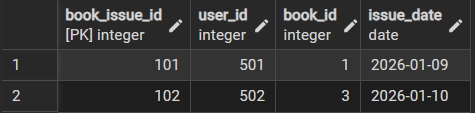 book_issue_id user_id book_id issue_date
[PK] integer integer integer date
1 101 501 1 2026-01-09
2 102 502 3 2026-01-10